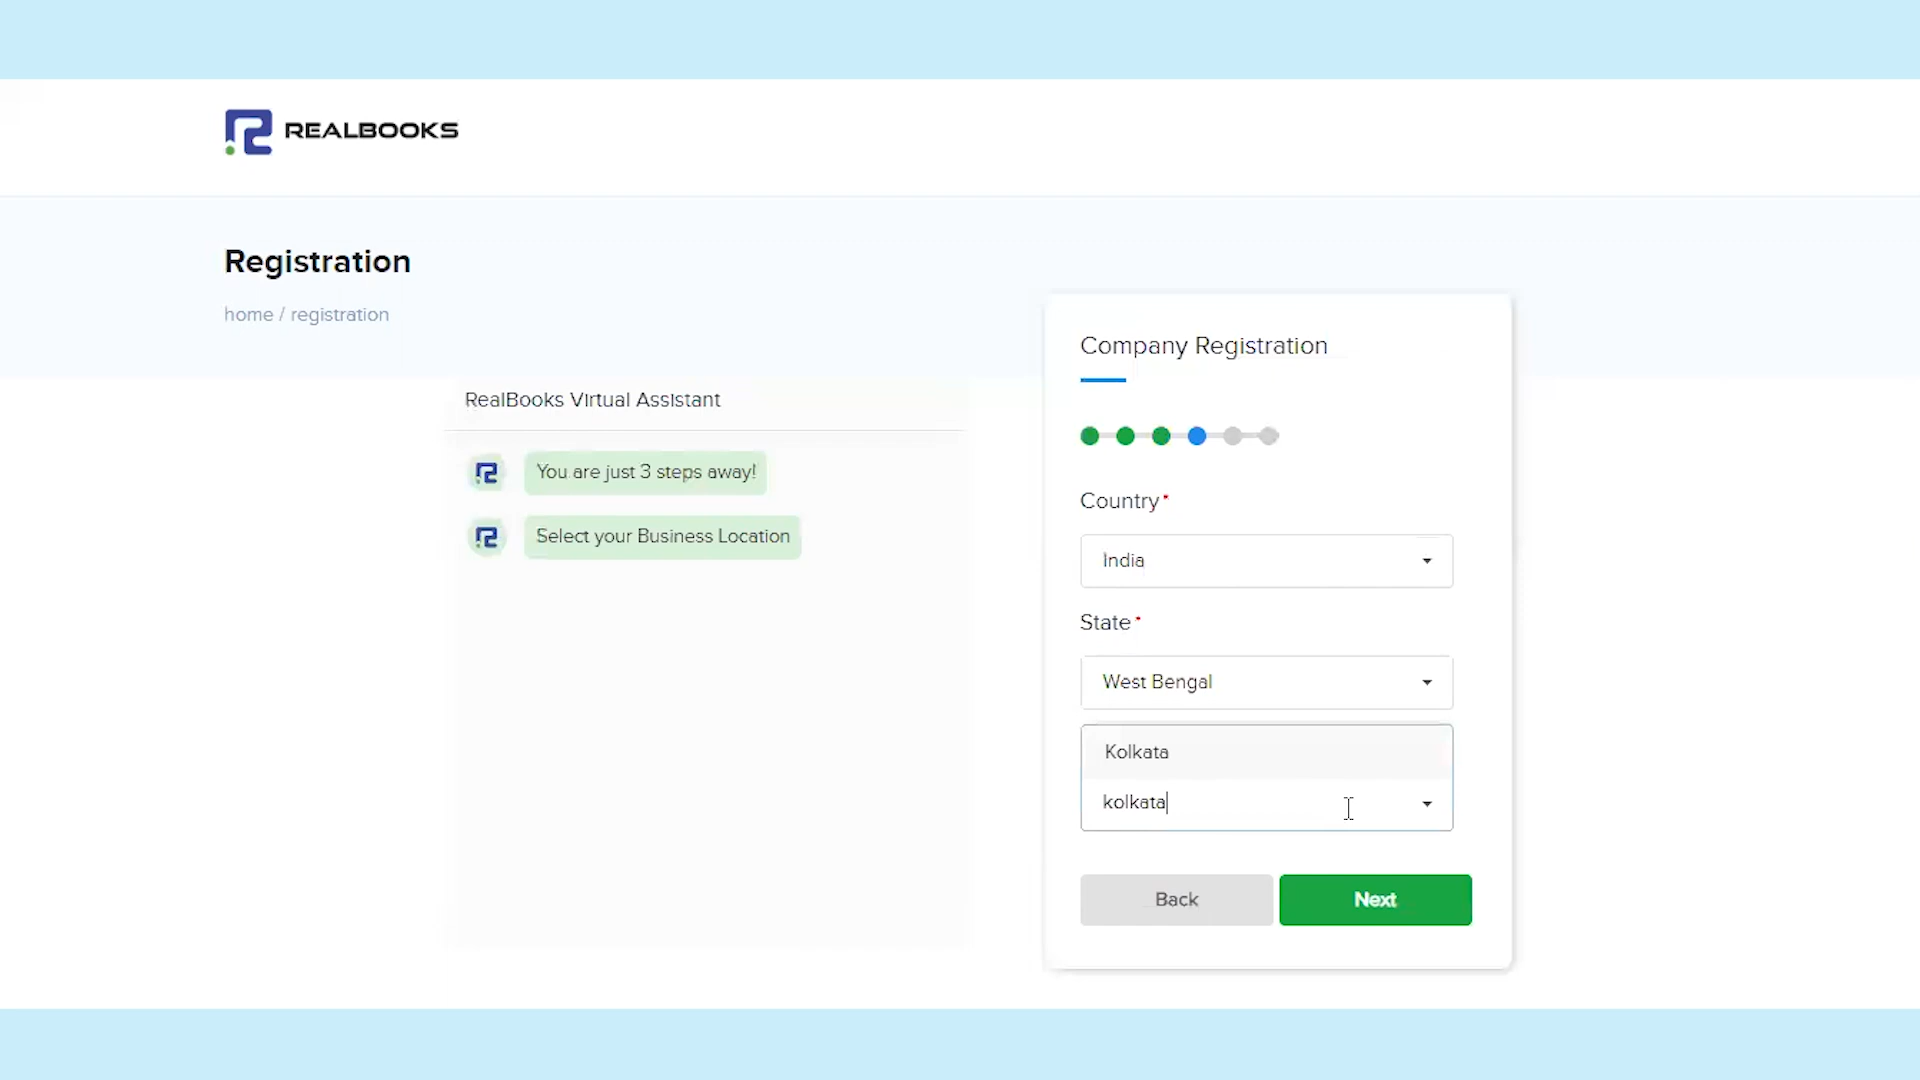 REALBOOKS
Registration
home / registration
RealBooks Virtual Assistant
You are just 3 steps away!
Select your Business Location
Company Registration
Country*
India
State*
West Bengal
Kolkata
kolkata
Back
Next